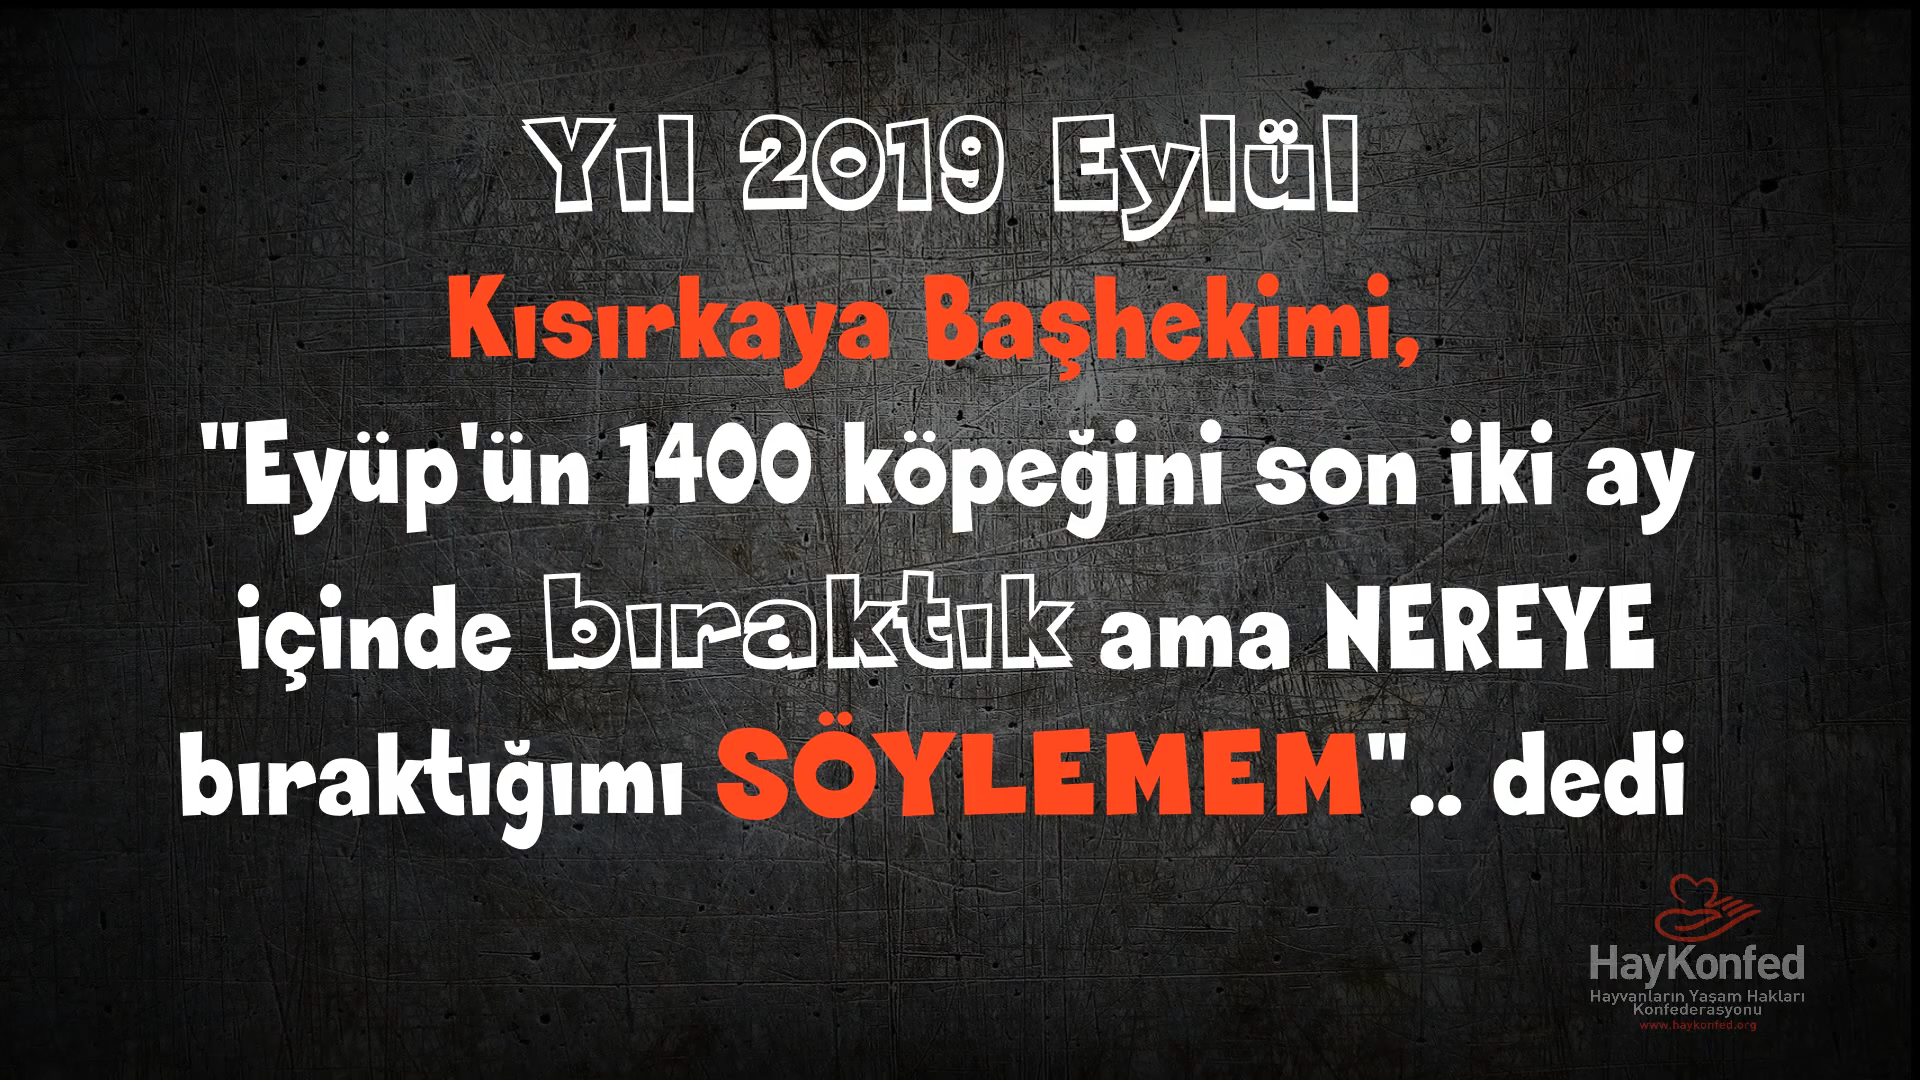 Yıl 2019 Eylül
Kısırkaya Başhekimi,
"Eyüp'ün 1400 köpeğini son iki ay
içinde bıraktık ama NEREYE
bıraktığımı SÖYLEMEM".. dedi
HayKonfed
Hayvanların Yaşam Hakları
Konfederasyonu
www.haykonfed.org